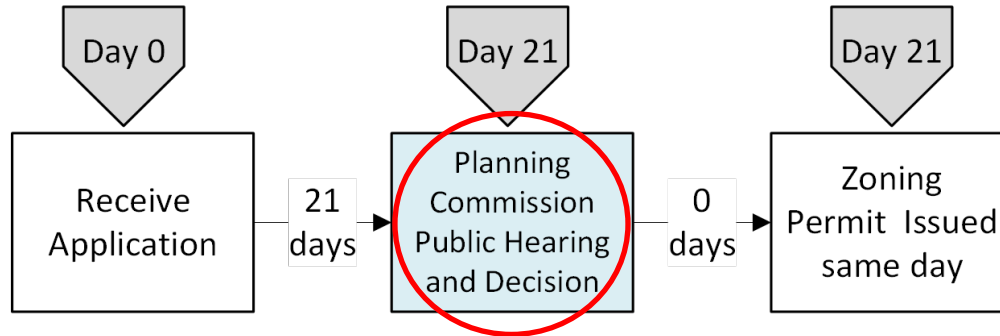 Day 0
Day 21
Day 21
Receive
Application
21
days
Planning
Commission
Public Hearing
and Decision
0
days
Zoning
Permit Issued
same day